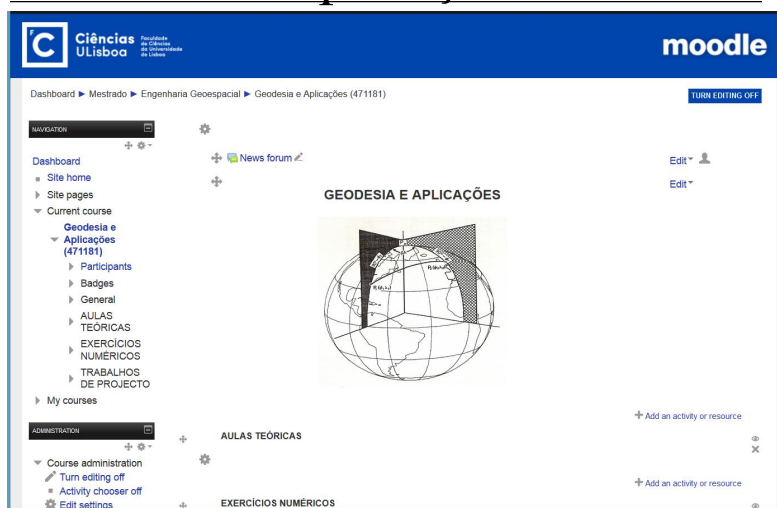 Ciências
ULisboa
Faculdade
de Ciências
da Universidade
de Lisboa
moodle
Dashboard ► Mestrado ► Engenharia Geoespacial ► Geodesia e Aplicações (471181)
TURN EDITING OFF
NAVIGATION
Dashboard
Site home
Site pages
Current course
Geodesia e
Aplicações
(471181)
Participants
Badges
General
AULAS
TEÓRICAS
EXERCÍCIOS
NUMÉRICOS
TRABALHOS
DE PROJECTO
My courses
ADMINISTRATION
Course administration
Turn editing off
Activity chooser off
Edit settings
News forum
Edit
Edit
GEODESIA E APLICAÇÕES
Add an activity or resource
AULAS TEÓRICAS
Add an activity or resource
EXERCÍCIOS NUMÉRICOS